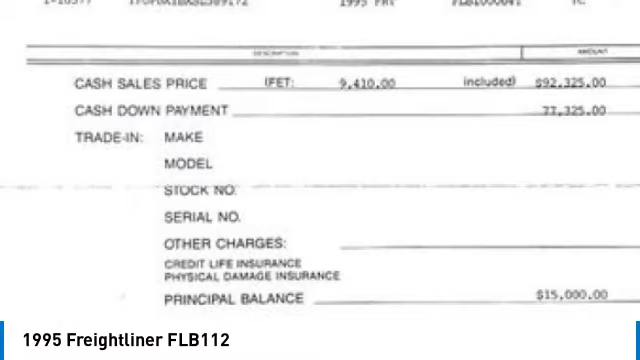 1995 FRT
DESCRIPTION AMOUNT
CASH SALES PRICE (FET: 9,410.00 included) $92,325.00
CASH DOWN PAYMENT 77,325.00
TRADE-IN: MAKE
MODEL
STOCK NO.
SERIAL NO.
OTHER CHARGES:
CREDIT LIFE INSURANCE
PHYSICAL DAMAGE INSURANCE
PRINCIPAL BALANCE $15,000.00
1995 Freightliner FLB112